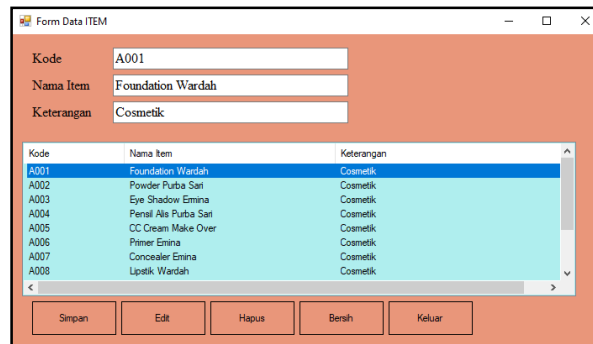 Form Data ITEM
Kode A001
Nama Item Foundation Wardah
Keterangan Cosmetik
Kode Nama Item Keterangan
A001 Foundation Wardah Cosmetik
A002 Powder Purba Sari Cosmetik
A003 Eye Shadow Ermina Cosmetik
A004 Pensil Alis Purba Sari Cosmetik
A005 CC Cream Make Over Cosmetik
A006 Primer Emina Cosmetik
A007 Concealer Emina Cosmetik
A008 Lipstik Wardah Cosmetik
Simpan Edit Hapus Bersih Keluar